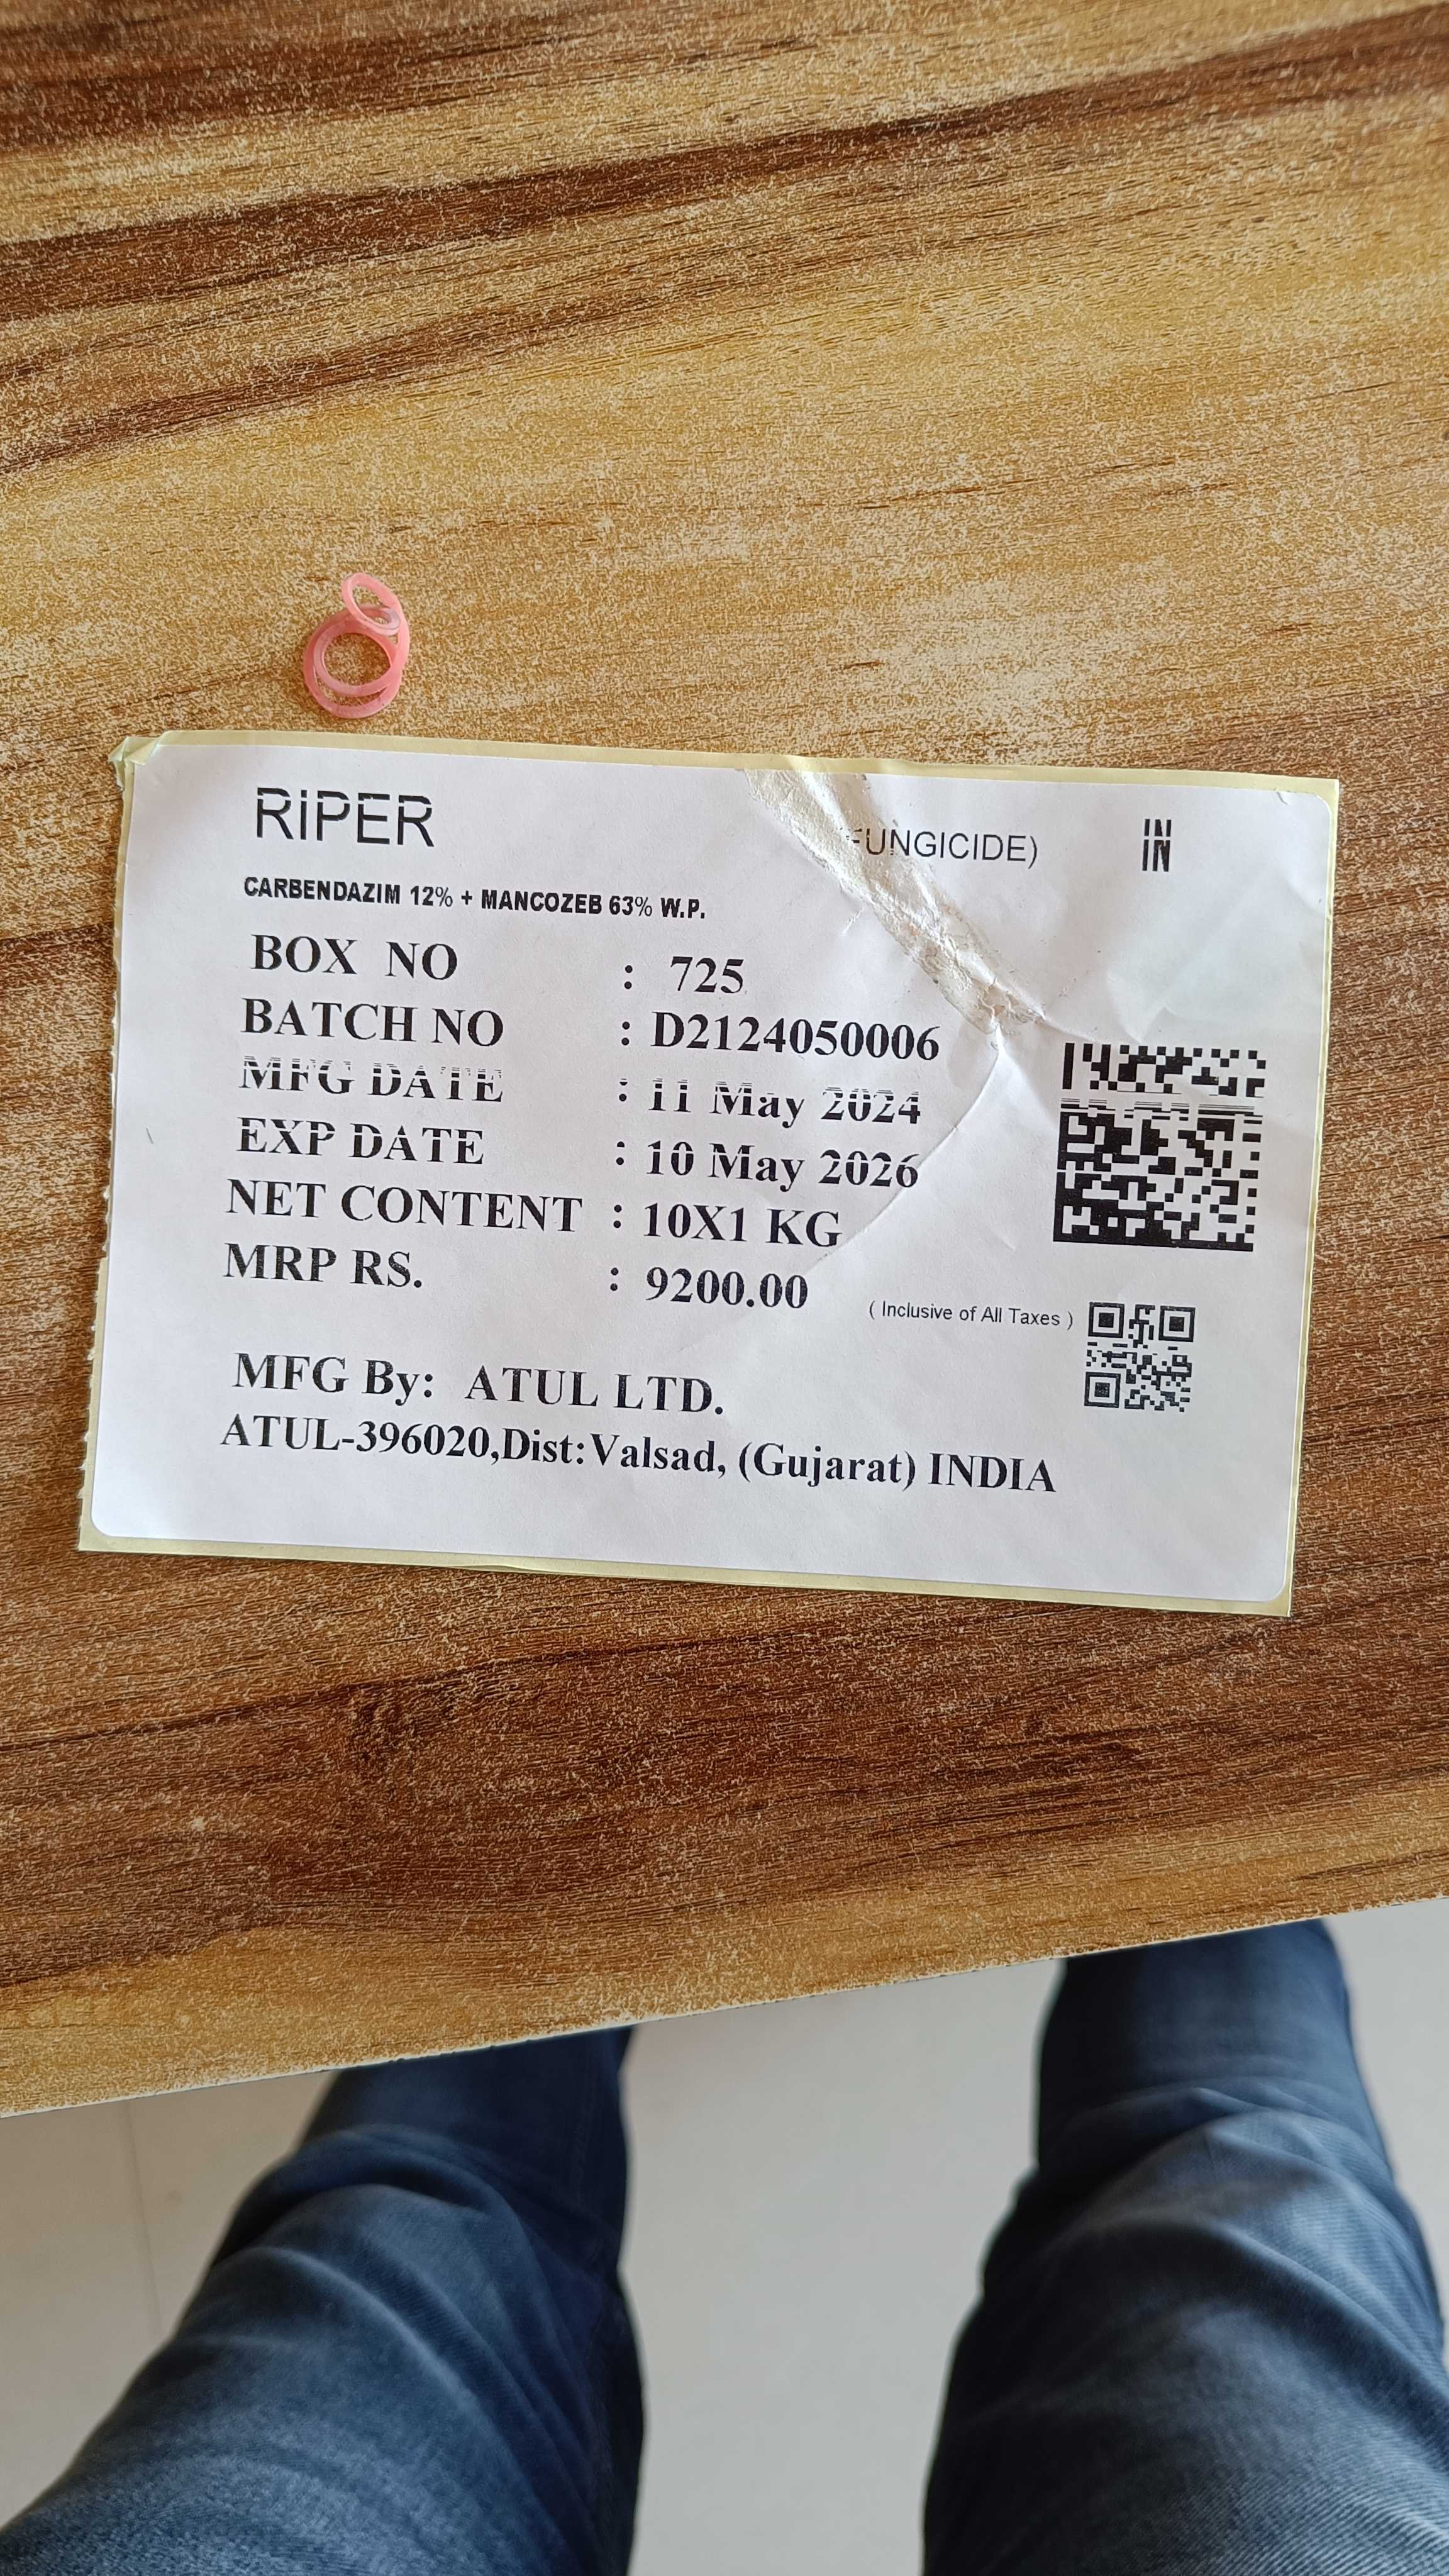 RIPER (FUNGICIDE) IN
CARBENDAZIM 12% + MANCOZEB 63% W.P.
BOX NO : 725
BATCH NO : D2124050006
MFG DATE : 11 May 2024
EXP DATE : 10 May 2026
NET CONTENT : 10X1 KG
MRP RS. : 9200.00 ( Inclusive of All Taxes )
MFG By: ATUL LTD.
ATUL-396020,Dist:Valsad, (Gujarat) INDIA